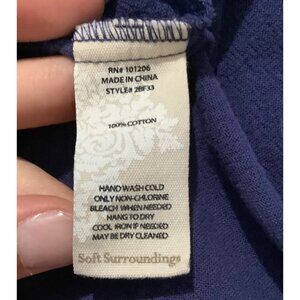 RN# 101206
MADE IN CHINA
STYLE# 2BF33
100% COTTON
HAND WASH COLD
ONLY NON-CHLORINE
BLEACH WHEN NEEDED
HANG TO DRY
COOL IRON IF NEEDED
MAY BE DRY CLEANED
Soft Surroundings